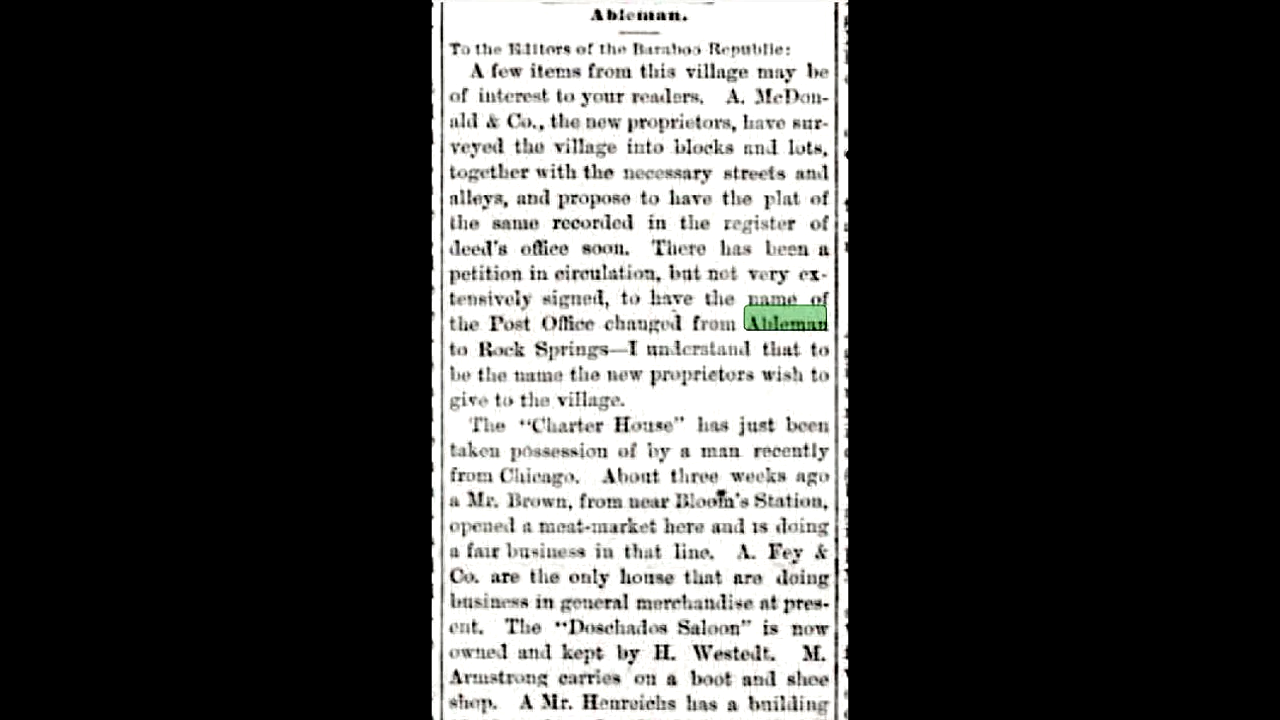 Ableman.
To the Editors of the Baraboo Republic:
A few items from this village may be
of interest to your readers. A. McDon-
ald & Co., the new proprietors, have sur-
veyed the village into blocks and lots,
together with the necessary streets and
alleys, and propose to have the plat of
the same recorded in the register of
deed's office soon. There has been a
petition in circulation, but not very ex-
tensively signed, to have the name of
the Post Office changed from Ableman
to Rock Springs—I understand that to
be the name the new proprietors wish to
give to the village.
The "Charter House" has just been
taken possession of by a man recently
from Chicago. About three weeks ago
a Mr. Brown, from near Bloom's Station,
opened a meat-market here and is doing
a fair business in that line. A. Fey &
Co. are the only house that are doing
business in general merchandise at pres-
ent. The "Doschados Saloon" is now
owned and kept by H. Westedt. M.
Armstrong carries on a boot and shoe
shop. A Mr. Henreichs has a building